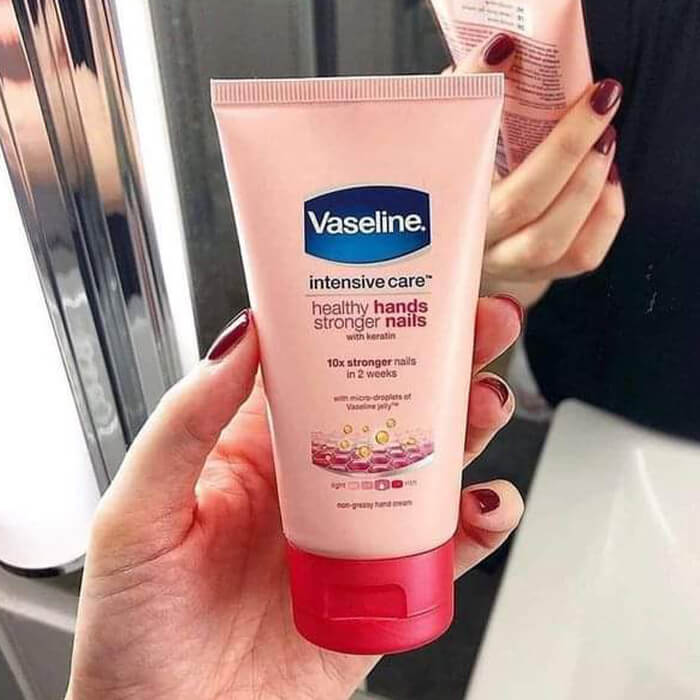 Vaseline.
intensive care™
healthy hands
stronger nails
with keratin
10x stronger nails
in 2 weeks
with micro-droplets of
Vaseline jelly™
light rich
non-greasy hand cream